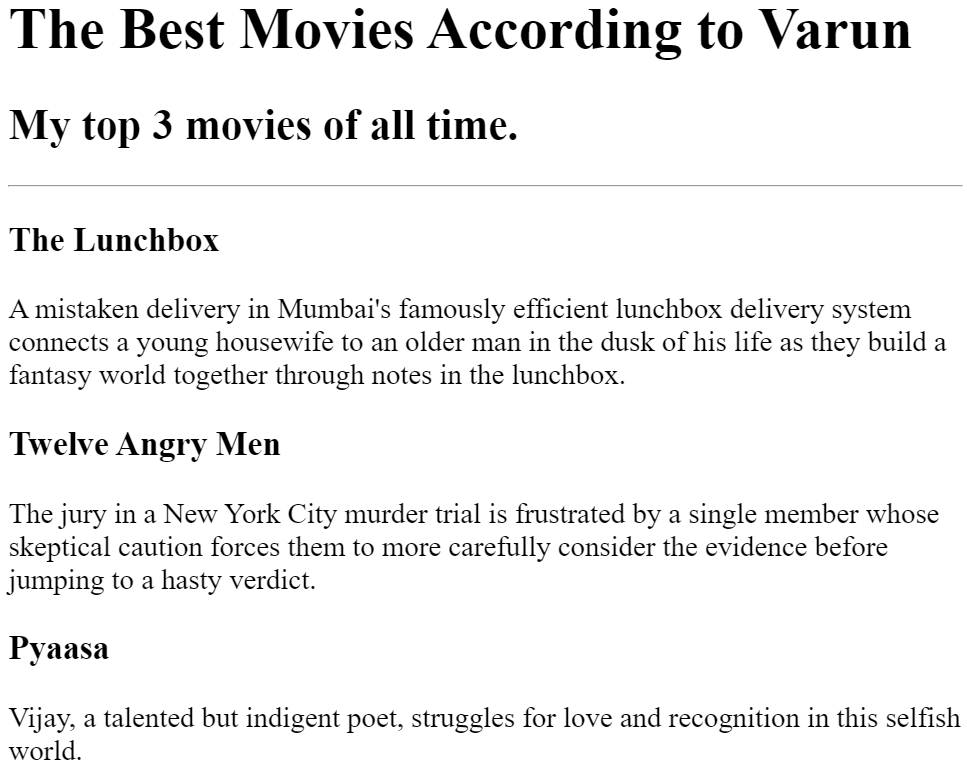 The Best Movies According to Varun
My top 3 movies of all time.
The Lunchbox
A mistaken delivery in Mumbai's famously efficient lunchbox delivery system
connects a young housewife to an older man in the dusk of his life as they build a
fantasy world together through notes in the lunchbox.
Twelve Angry Men
The jury in a New York City murder trial is frustrated by a single member whose
skeptical caution forces them to more carefully consider the evidence before
jumping to a hasty verdict.
Pyaasa
Vijay, a talented but indigent poet, struggles for love and recognition in this selfish
world.